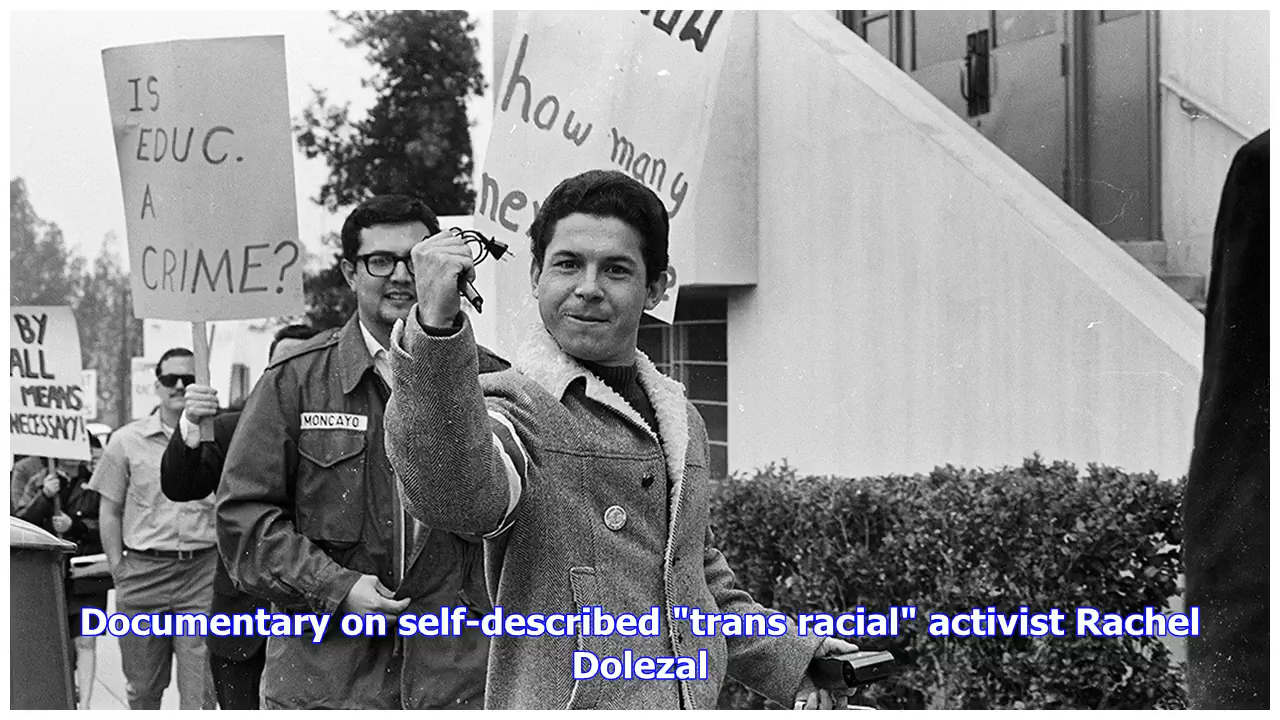 IS
EDUC.
A
CRIME?
how many
BY
ALL
MEANS
NECESSARY!
MONCAYO
Documentary on self-described "trans racial" activist Rachel
Dolezal